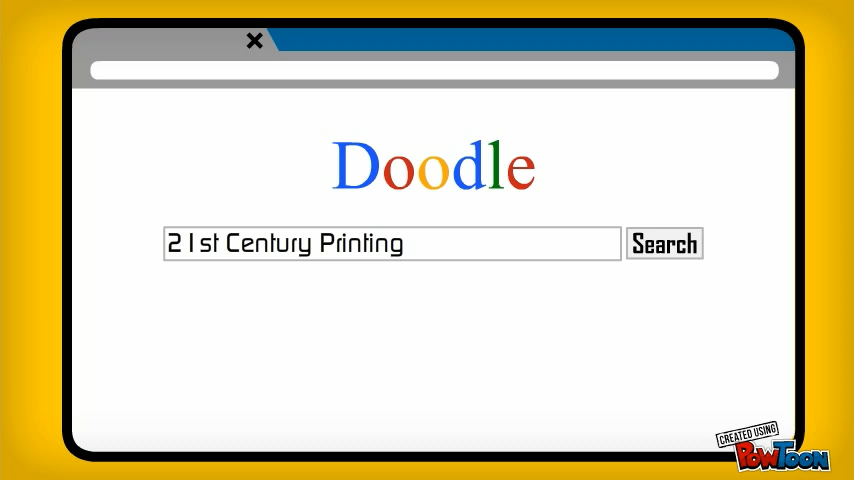 Doodle
21st Century Printing
Search
CREATED USING
POWTOON